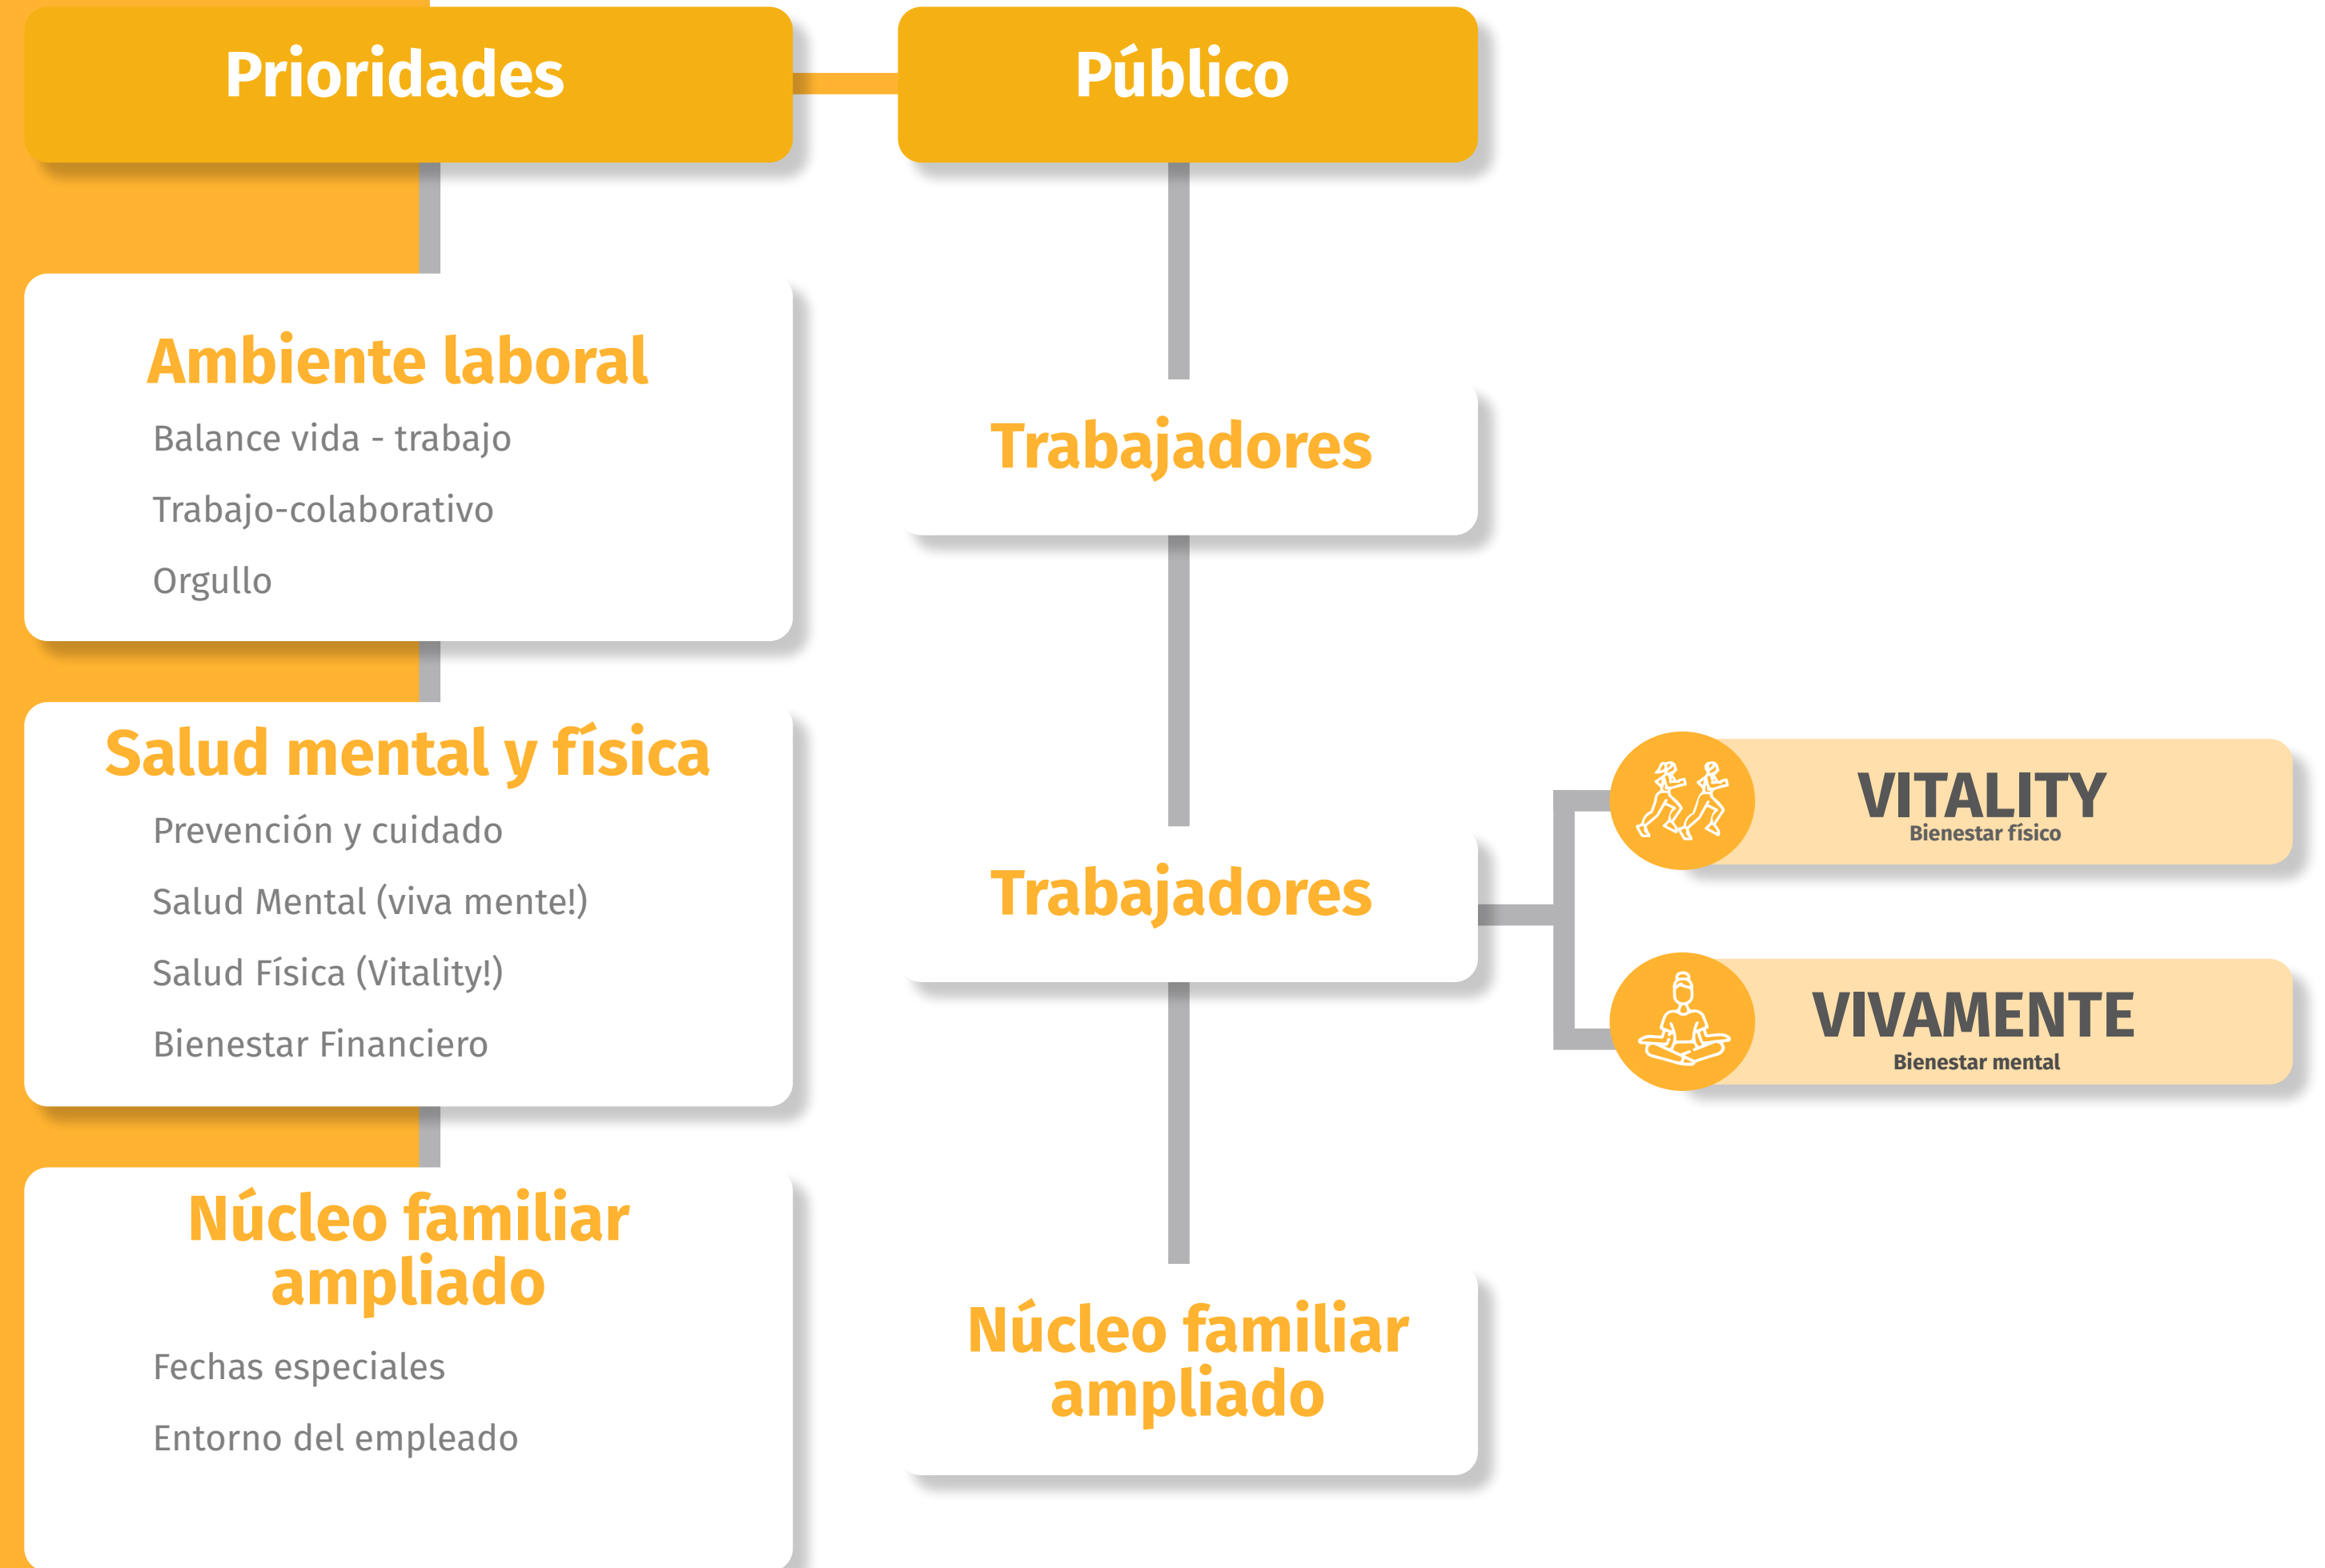 Prioridades
Público
Ambiente laboral
Balance vida - trabajo
Trabajo-colaborativo
Orgullo
Trabajadores
Salud mental y física
Prevención y cuidado
Salud Mental (viva mente!)
Salud Física (Vitality!)
Bienestar Financiero
Trabajadores
VITALITY
Bienestar físico
VIVAMENTE
Bienestar mental
Núcleo familiar
ampliado
Fechas especiales
Entorno del empleado
Núcleo familiar
ampliado